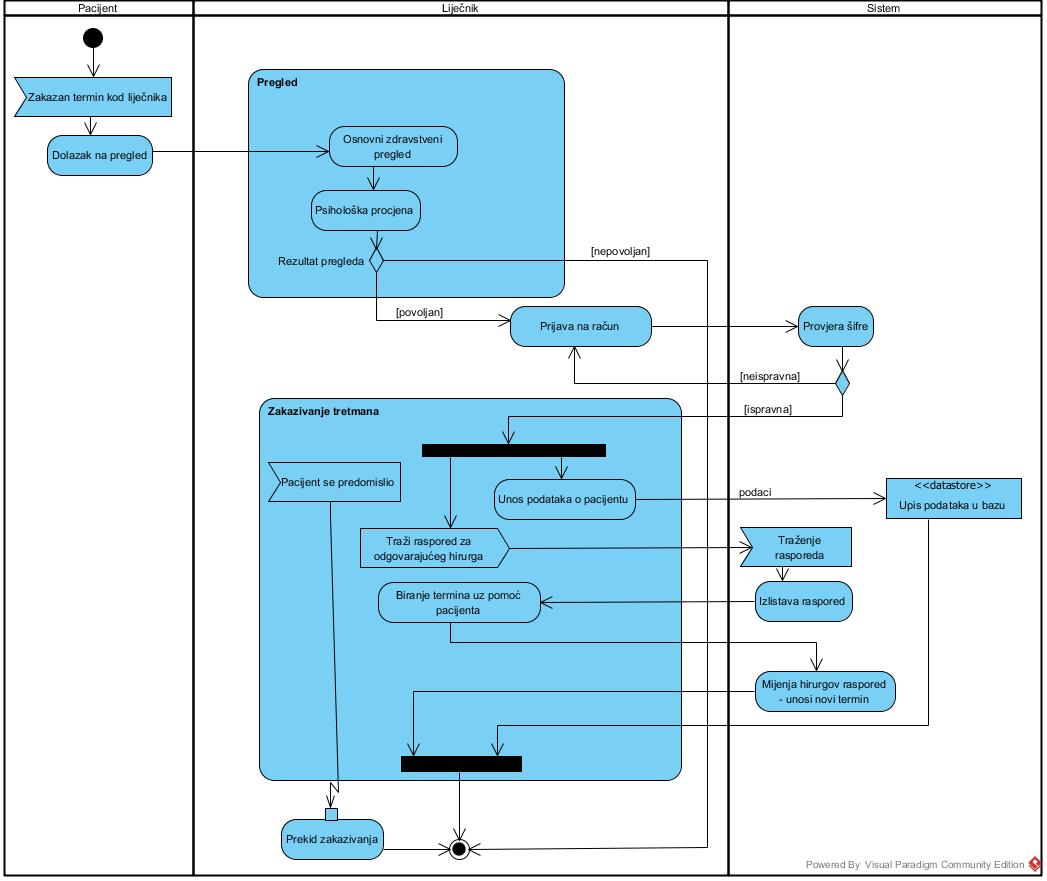 Pacijent
Liječnik
Sistem
Zakazan termin kod liječnika
Dolazak na pregled
Pregled
Osnovni zdravstveni
pregled
Psihološka procjena
Rezultat pregleda
[nepovoljan]
[povoljan]
Prijava na račun
Provjera šifre
[neispravna]
[ispravna]
Zakazivanje tretmana
Pacijent se predomislio
Unos podataka o pacijentu
podaci
<<datastore>>
Upis podataka u bazu
Traži raspored za
odgovarajućeg hirurga
Traženje
rasporeda
Biranje termina uz pomoć
pacijenta
Izlistava raspored
Mijenja hirurgov raspored
- unosi novi termin
Prekid zakazivanja
Powered By Visual Paradigm Community Edition